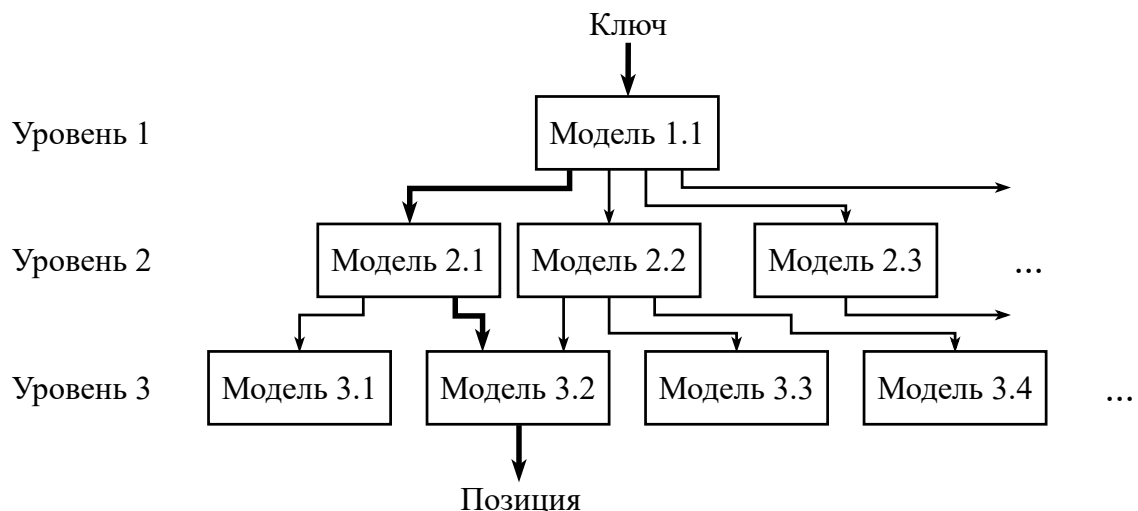 Ключ
Уровень 1
Модель 1.1
Уровень 2
Модель 2.1
Модель 2.2
Модель 2.3
...
Уровень 3
Модель 3.1
Модель 3.2
Модель 3.3
Модель 3.4
...
Позиция